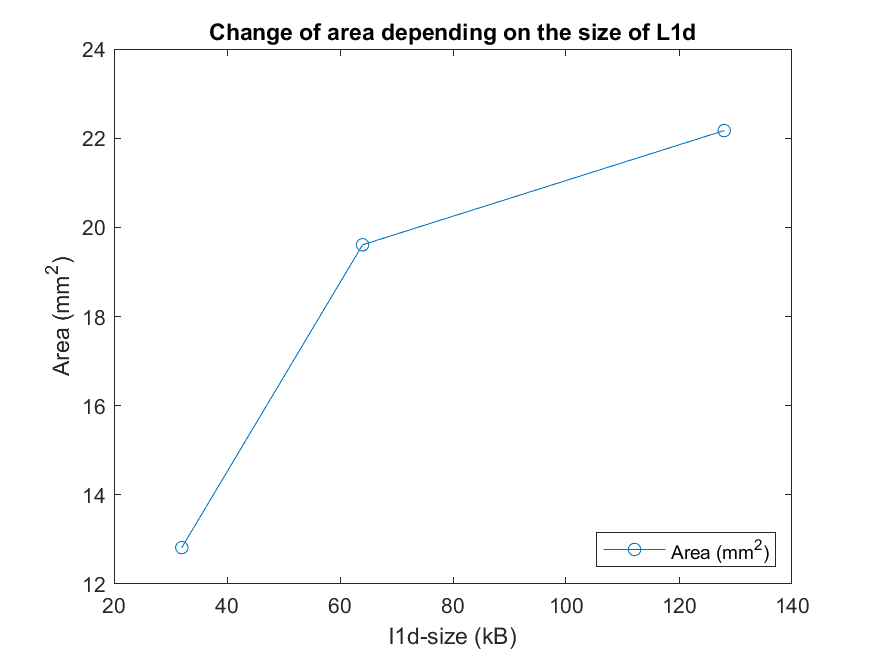 Change of area depending on the size of L1d
24
22
20
18
16
14
12
Area (mm²)
20 40 60 80 100 120 140
l1d-size (kB)
Area (mm²)